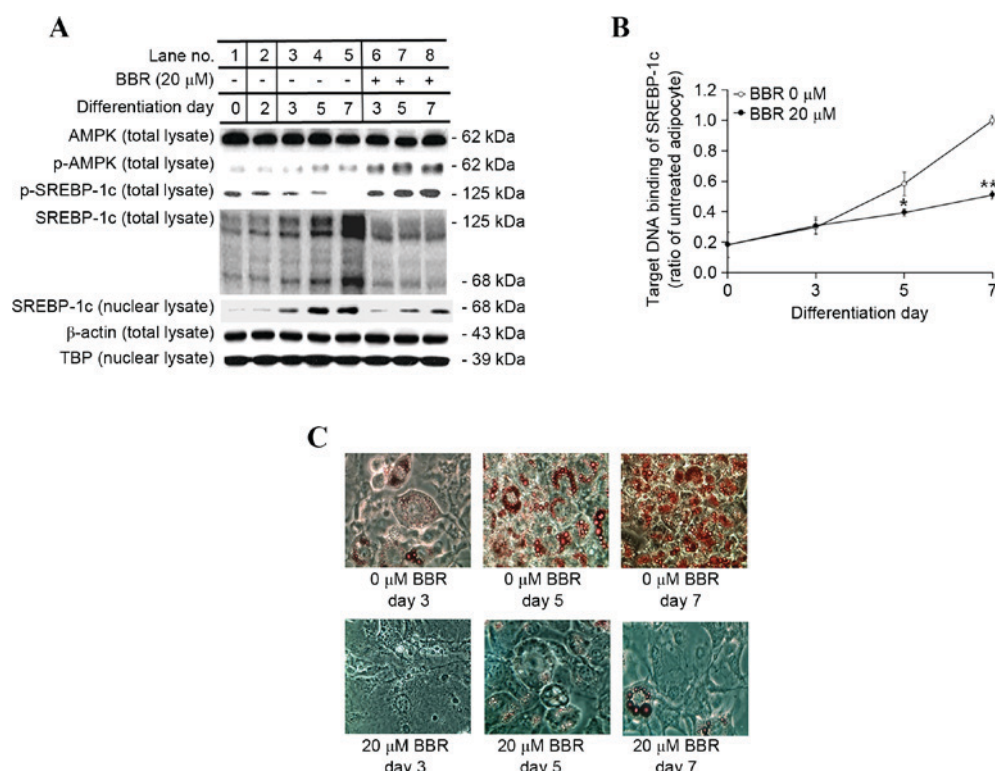 A
Lane no. 1 2 3 4 5 6 7 8
BBR (20 µM) - - - - - + + +
Differentiation day 0 2 3 5 7 3 5 7
AMPK (total lysate) - 62 kDa
p-AMPK (total lysate) - 62 kDa
p-SREBP-1c (total lysate) - 125 kDa
SREBP-1c (total lysate) - 125 kDa
- 68 kDa
SREBP-1c (nuclear lysate) - 68 kDa
β-actin (total lysate) - 43 kDa
TBP (nuclear lysate) - 39 kDa
B
Target DNA binding of SREBP-1c
(ratio of untreated adipocyte)
1.2
1.0
0.8
0.6
0.4
0.2
0.0
BBR 0 µM
BBR 20 µM
*
**
0 3 5 7
Differentiation day
C
0 µM BBR
day 3
0 µM BBR
day 5
0 µM BBR
day 7
20 µM BBR
day 3
20 µM BBR
day 5
20 µM BBR
day 7